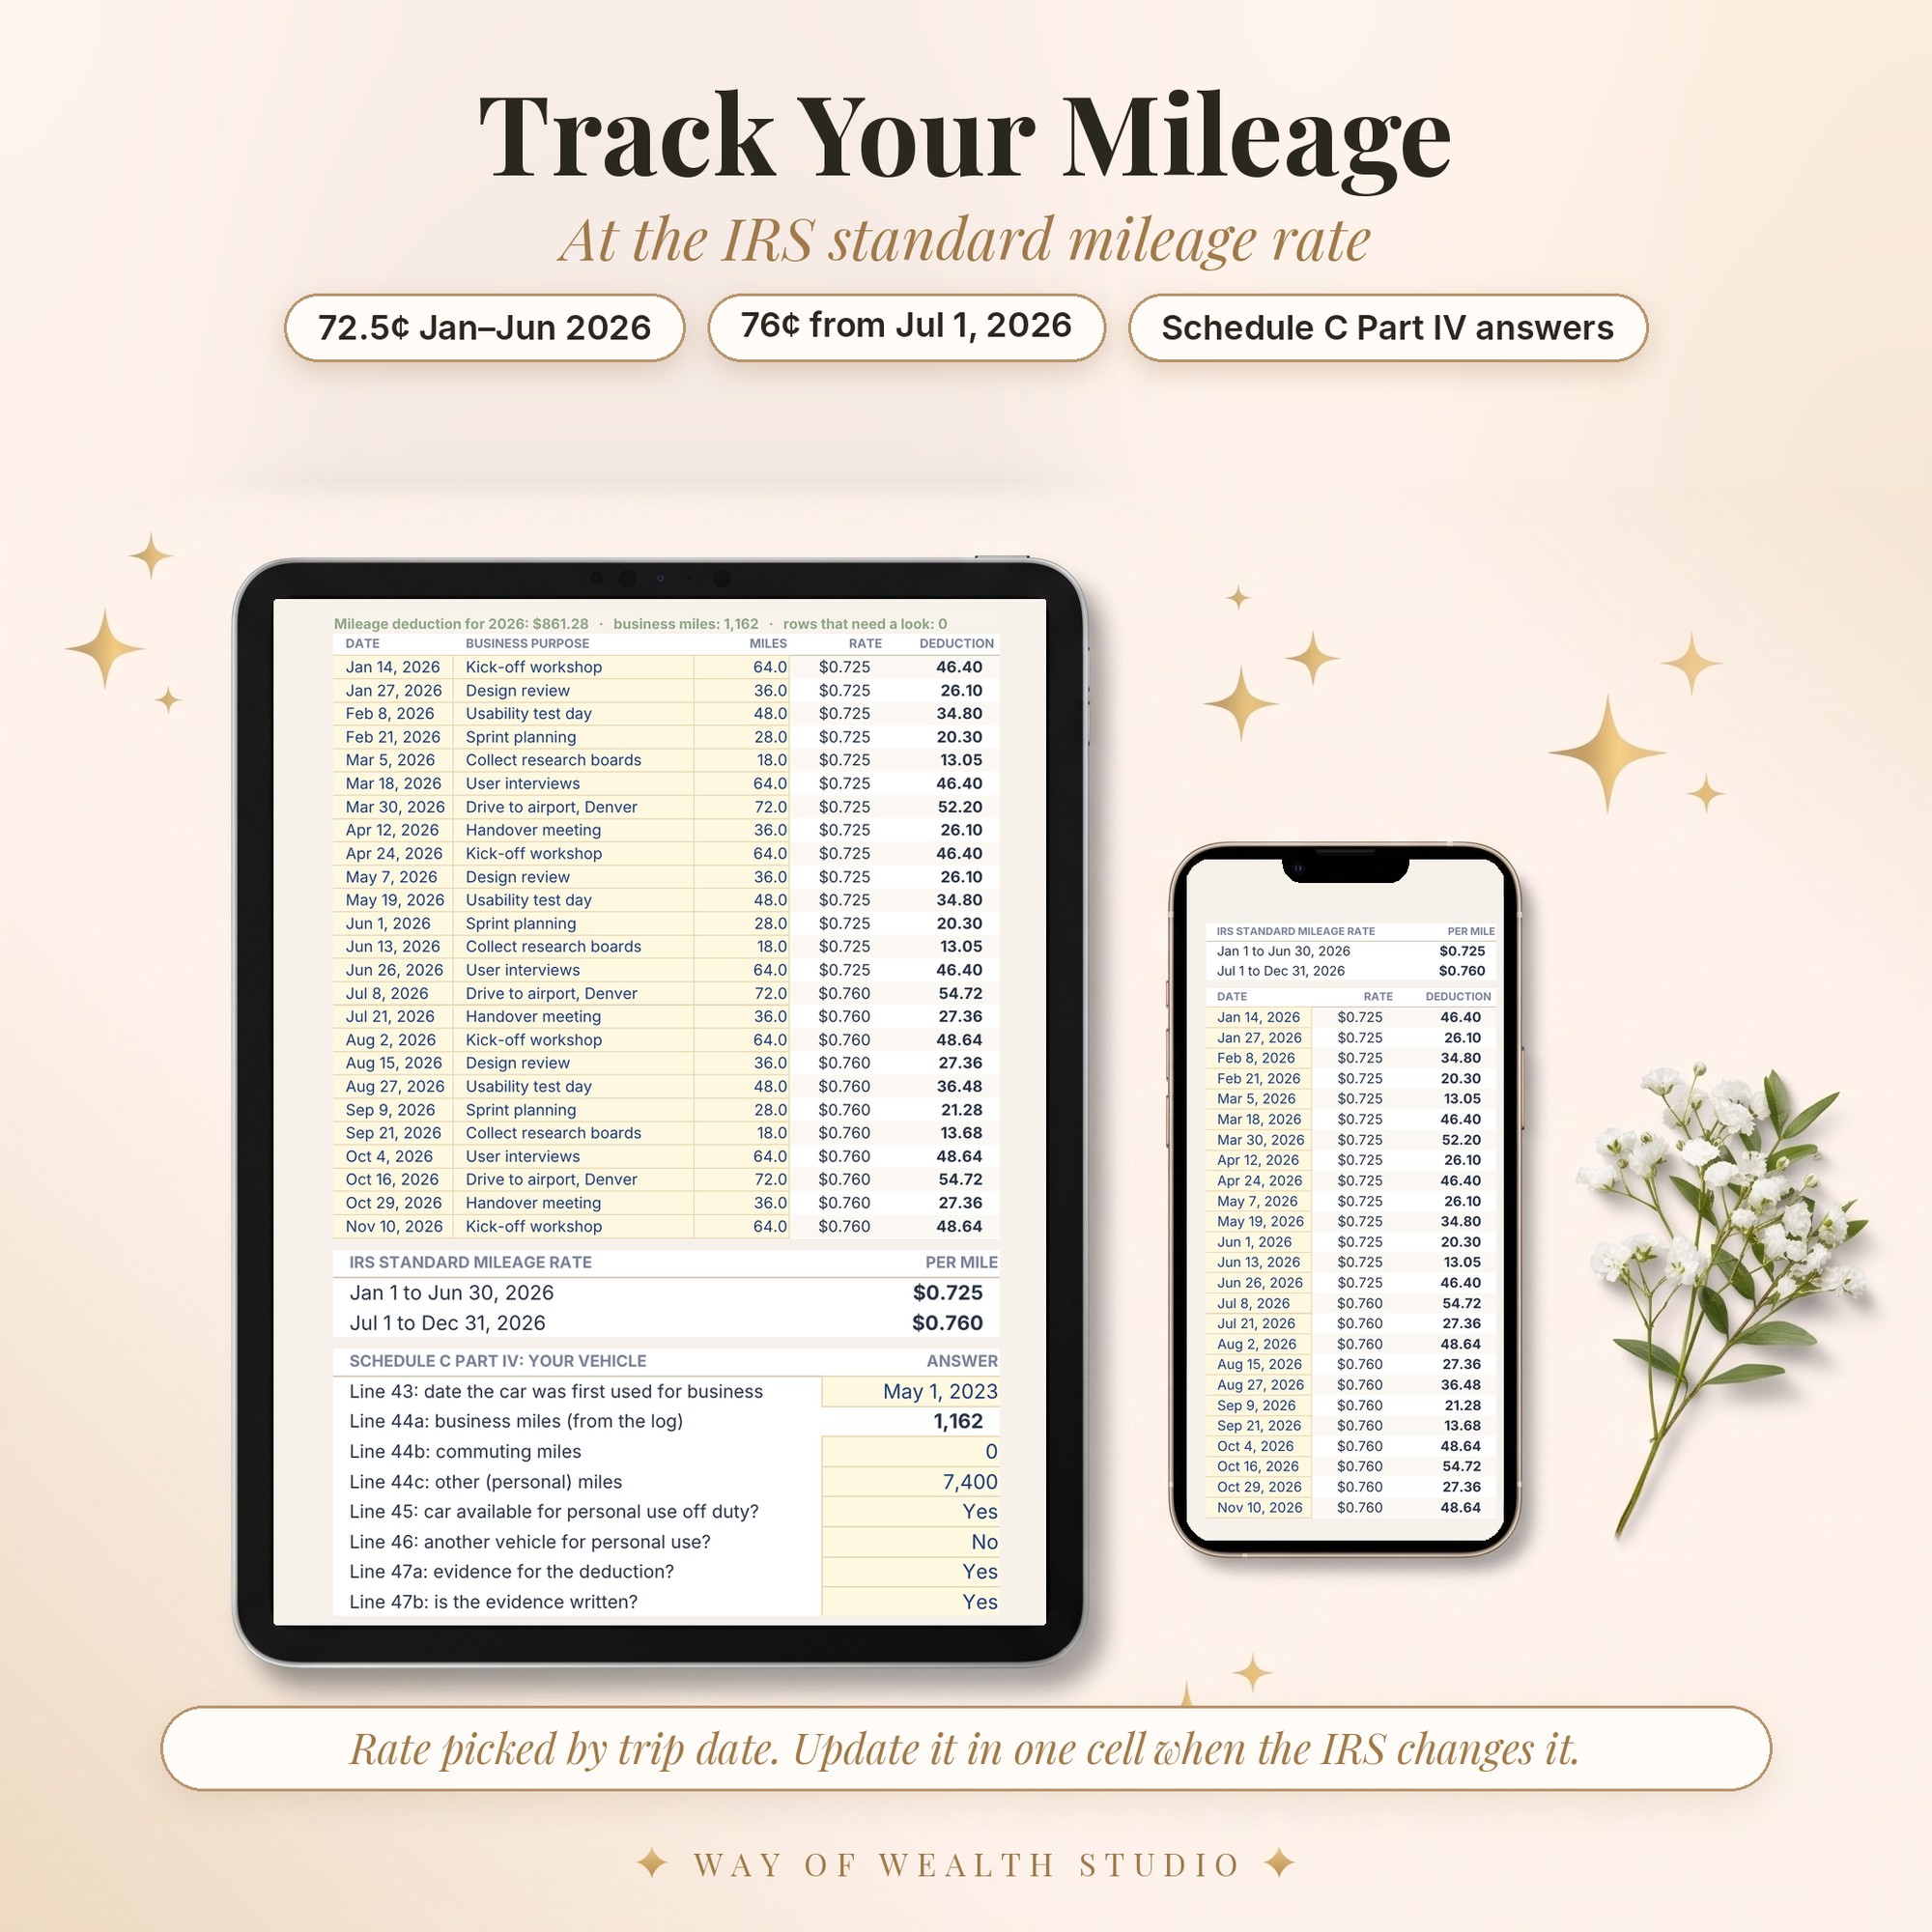 Track Your Mileage
At the IRS standard mileage rate
72.5¢ Jan–Jun 2026
76¢ from Jul 1, 2026
Schedule C Part IV answers
Mileage deduction for 2026: $861.28 · business miles: 1,162 · rows that need a look: 0
DATE BUSINESS PURPOSE MILES RATE DEDUCTION
Jan 14, 2026 Kick-off workshop 64.0 $0.725 46.40
Jan 27, 2026 Design review 36.0 $0.725 26.10
Feb 8, 2026 Usability test day 48.0 $0.725 34.80
Feb 21, 2026 Sprint planning 28.0 $0.725 20.30
Mar 5, 2026 Collect research boards 18.0 $0.725 13.05
Mar 18, 2026 User interviews 64.0 $0.725 46.40
Mar 30, 2026 Drive to airport, Denver 72.0 $0.725 52.20
Apr 12, 2026 Handover meeting 36.0 $0.725 26.10
Apr 24, 2026 Kick-off workshop 64.0 $0.725 46.40
May 7, 2026 Design review 36.0 $0.725 26.10
May 19, 2026 Usability test day 48.0 $0.725 34.80
Jun 1, 2026 Sprint planning 28.0 $0.725 20.30
Jun 13, 2026 Collect research boards 18.0 $0.725 13.05
Jun 26, 2026 User interviews 64.0 $0.725 46.40
Jul 8, 2026 Drive to airport, Denver 72.0 $0.760 54.72
Jul 21, 2026 Handover meeting 36.0 $0.760 27.36
Aug 2, 2026 Kick-off workshop 64.0 $0.760 48.64
Aug 15, 2026 Design review 36.0 $0.760 27.36
Aug 27, 2026 Usability test day 48.0 $0.760 36.48
Sep 9, 2026 Sprint planning 28.0 $0.760 21.28
Sep 21, 2026 Collect research boards 18.0 $0.760 13.68
Oct 4, 2026 User interviews 64.0 $0.760 48.64
Oct 16, 2026 Drive to airport, Denver 72.0 $0.760 54.72
Oct 29, 2026 Handover meeting 36.0 $0.760 27.36
Nov 10, 2026 Kick-off workshop 64.0 $0.760 48.64
IRS STANDARD MILEAGE RATE PER MILE
Jan 1 to Jun 30, 2026 $0.725
Jul 1 to Dec 31, 2026 $0.760
SCHEDULE C PART IV: YOUR VEHICLE ANSWER
Line 43: date the car was first used for business May 1, 2023
Line 44a: business miles (from the log) 1,162
Line 44b: commuting miles 0
Line 44c: other (personal) miles 7,400
Line 45: car available for personal use off duty? Yes
Line 46: another vehicle for personal use? No
Line 47a: evidence for the deduction? Yes
Line 47b: is the evidence written? Yes
IRS STANDARD MILEAGE RATE PER MILE
Jan 1 to Jun 30, 2026 $0.725
Jul 1 to Dec 31, 2026 $0.760
DATE RATE DEDUCTION
Jan 14, 2026 $0.725 46.40
Jan 27, 2026 $0.725 26.10
Feb 8, 2026 $0.725 34.80
Feb 21, 2026 $0.725 20.30
Mar 5, 2026 $0.725 13.05
Mar 18, 2026 $0.725 46.40
Mar 30, 2026 $0.725 52.20
Apr 12, 2026 $0.725 26.10
Apr 24, 2026 $0.725 46.40
May 7, 2026 $0.725 26.10
May 19, 2026 $0.725 34.80
Jun 1, 2026 $0.725 20.30
Jun 13, 2026 $0.725 13.05
Jun 26, 2026 $0.725 46.40
Jul 8, 2026 $0.760 54.72
Jul 21, 2026 $0.760 27.36
Aug 2, 2026 $0.760 48.64
Aug 15, 2026 $0.760 27.36
Aug 27, 2026 $0.760 36.48
Sep 9, 2026 $0.760 21.28
Sep 21, 2026 $0.760 13.68
Oct 4, 2026 $0.760 48.64
Oct 16, 2026 $0.760 54.72
Oct 29, 2026 $0.760 27.36
Nov 10, 2026 $0.760 48.64
Rate picked by trip date. Update it in one cell when the IRS changes it.
WAY OF WEALTH STUDIO